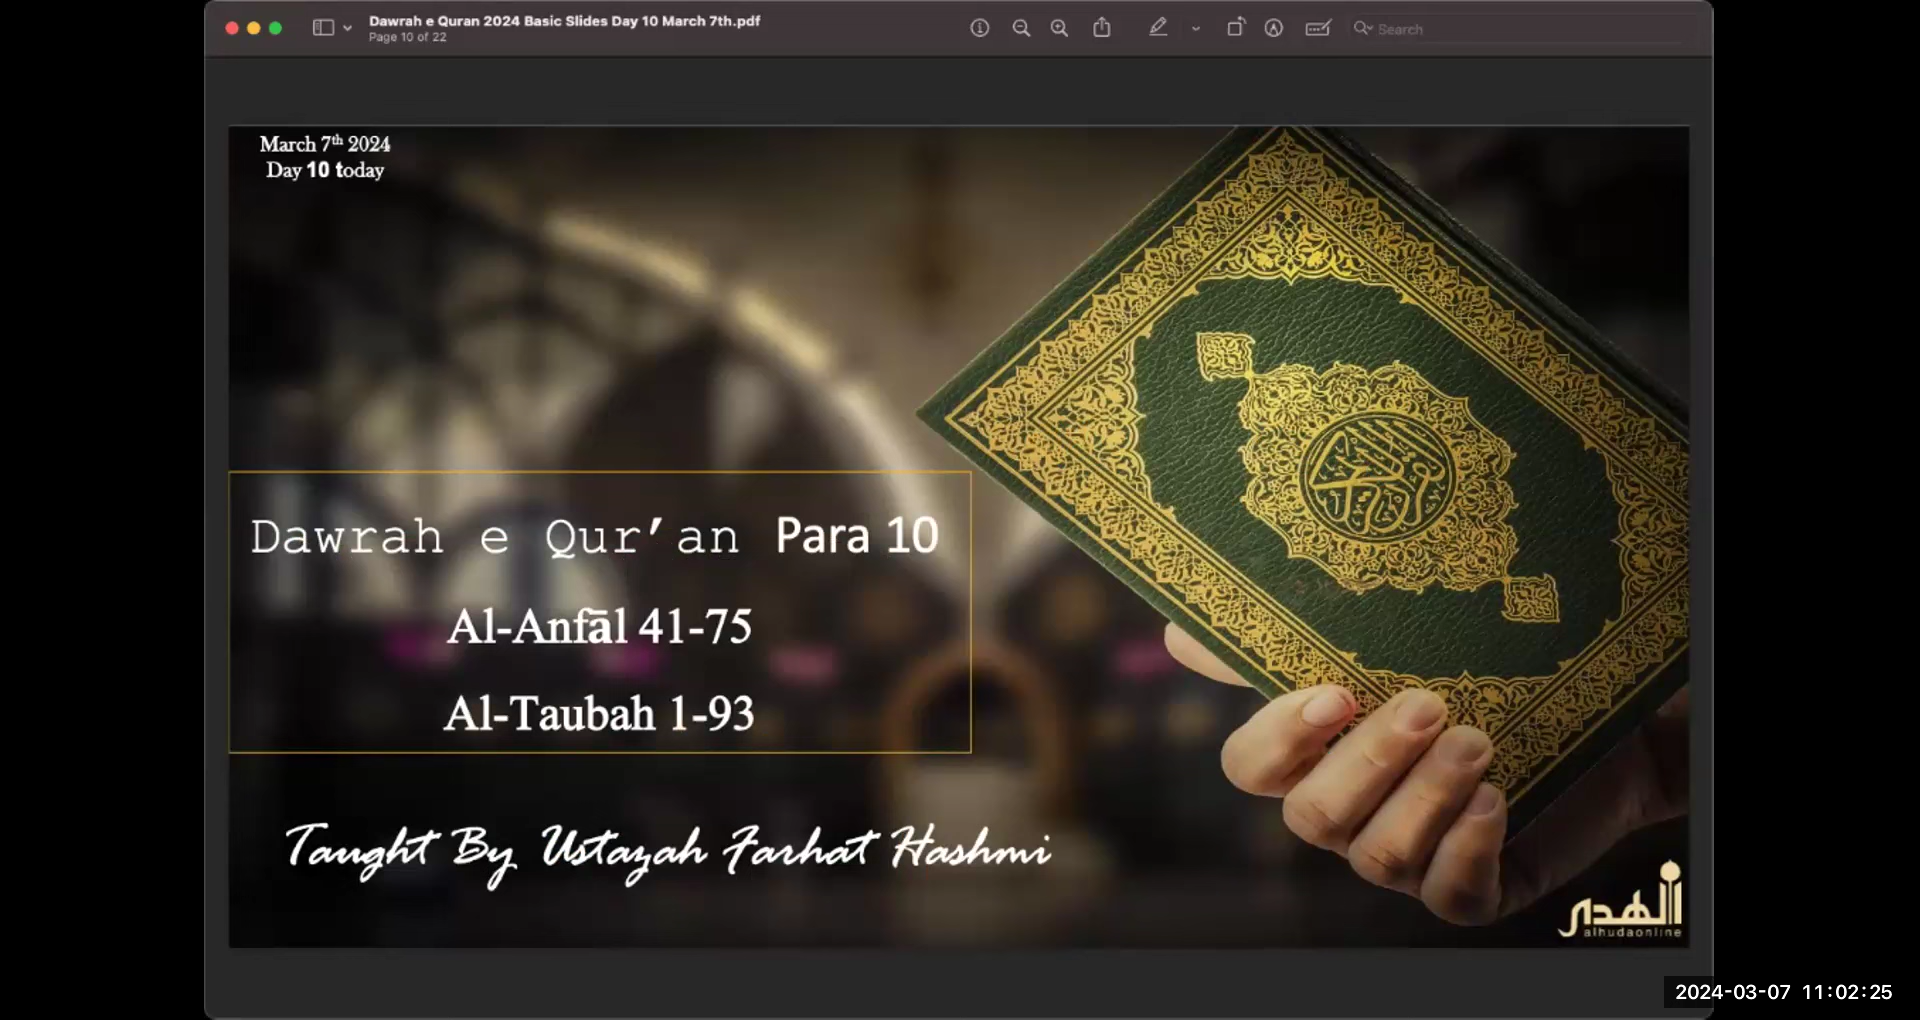 Dawrah e Quran 2024 Basic Slides Day 10 March 7th.pdf
Page 10 of 22
Search
March 7th 2024
Day 10 today
Dawrah e Qur’an Para 10
Al-Anfāl 41-75
Al-Taubah 1-93
Taught By Ustazah Farhat Hashmi
الهدى
alhudaonline
2024-03-07 11:02:25